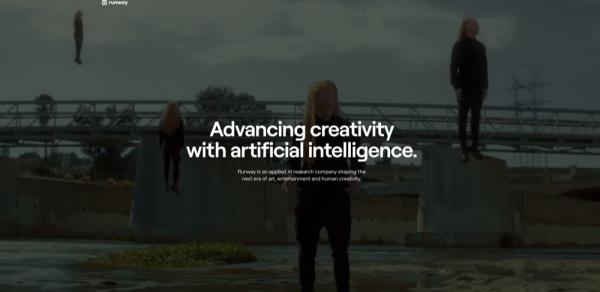 runway
Advancing creativity
with artificial intelligence.
Runway is an applied AI research company shaping the
next era of art, entertainment and human creativity.